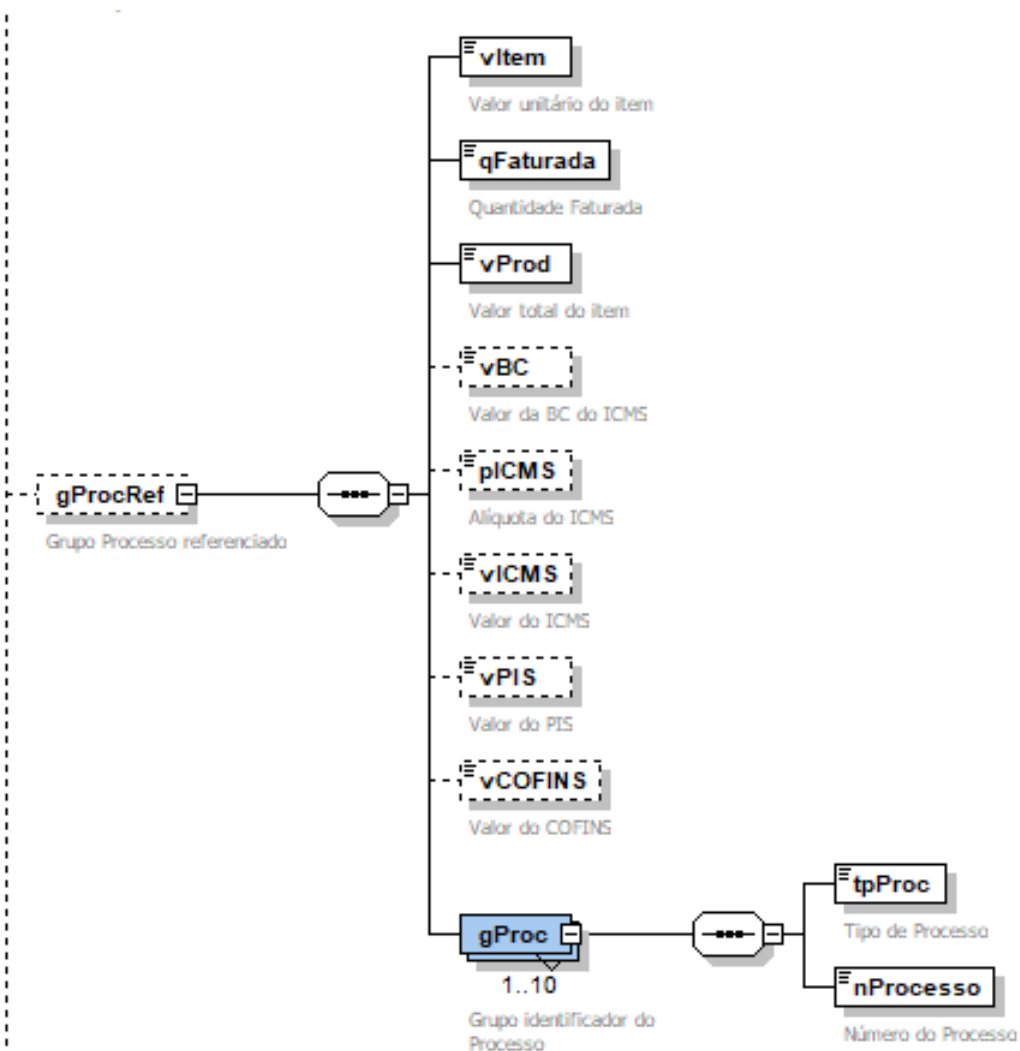 vItem
Valor unitário do item
qFaturada
Quantidade Faturada
vProd
Valor total do item
vBC
Valor da BC do ICMS
pICMS
Alíquota do ICMS
gProcRef
Grupo Processo referenciado
vICMS
Valor do ICMS
vPIS
Valor do PIS
vCOFINS
Valor do COFINS
gProc
1..10
Grupo identificador do
Processo
tpProc
Tipo de Processo
nProcesso
Número do Processo